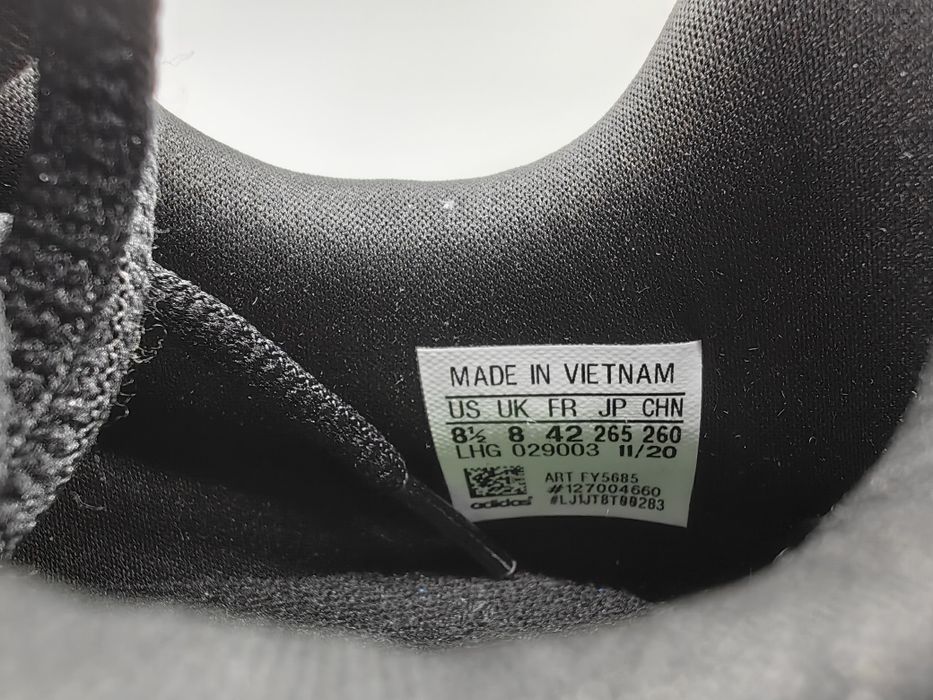 MADE IN VIETNAM
US UK FR JP CHN
8½ 8 42 265 260
LHG 029003 11/20
ART FY5685
#127004660
adidas #LJ1JT8T00283